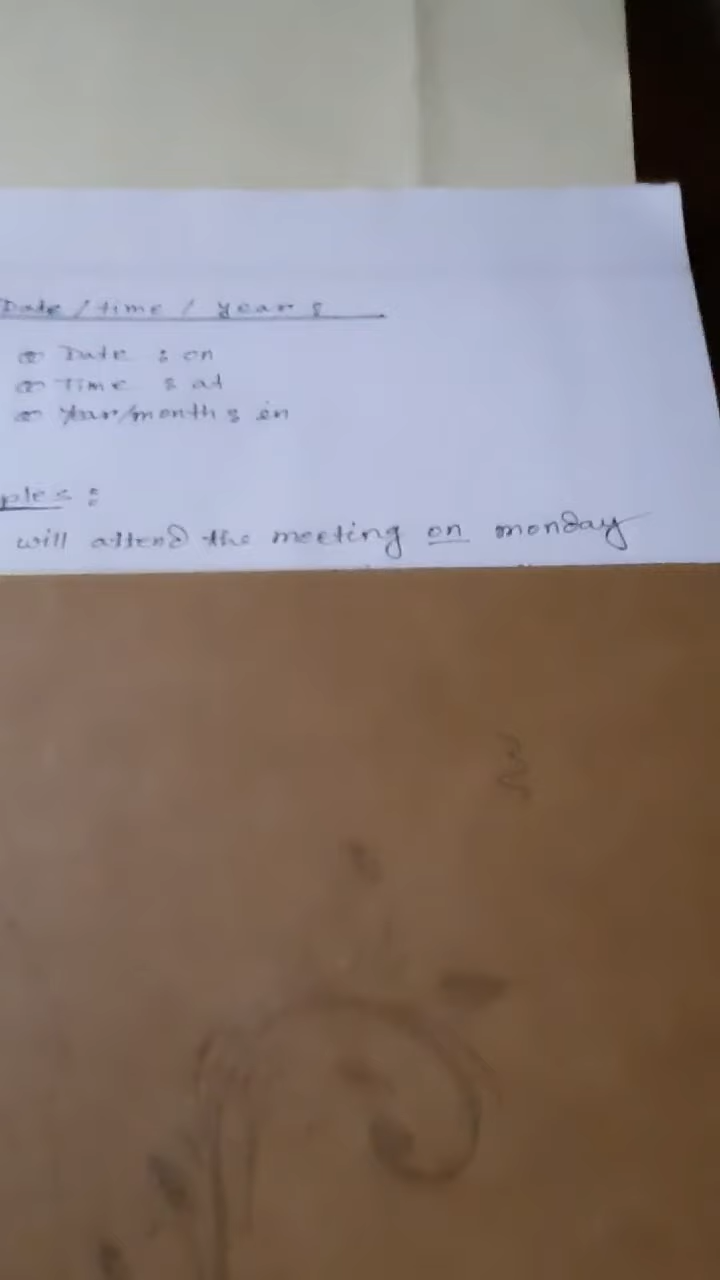 Date / time / year :
Date : on
Time : at
Year/month : in
ples :
will attend the meeting on monday